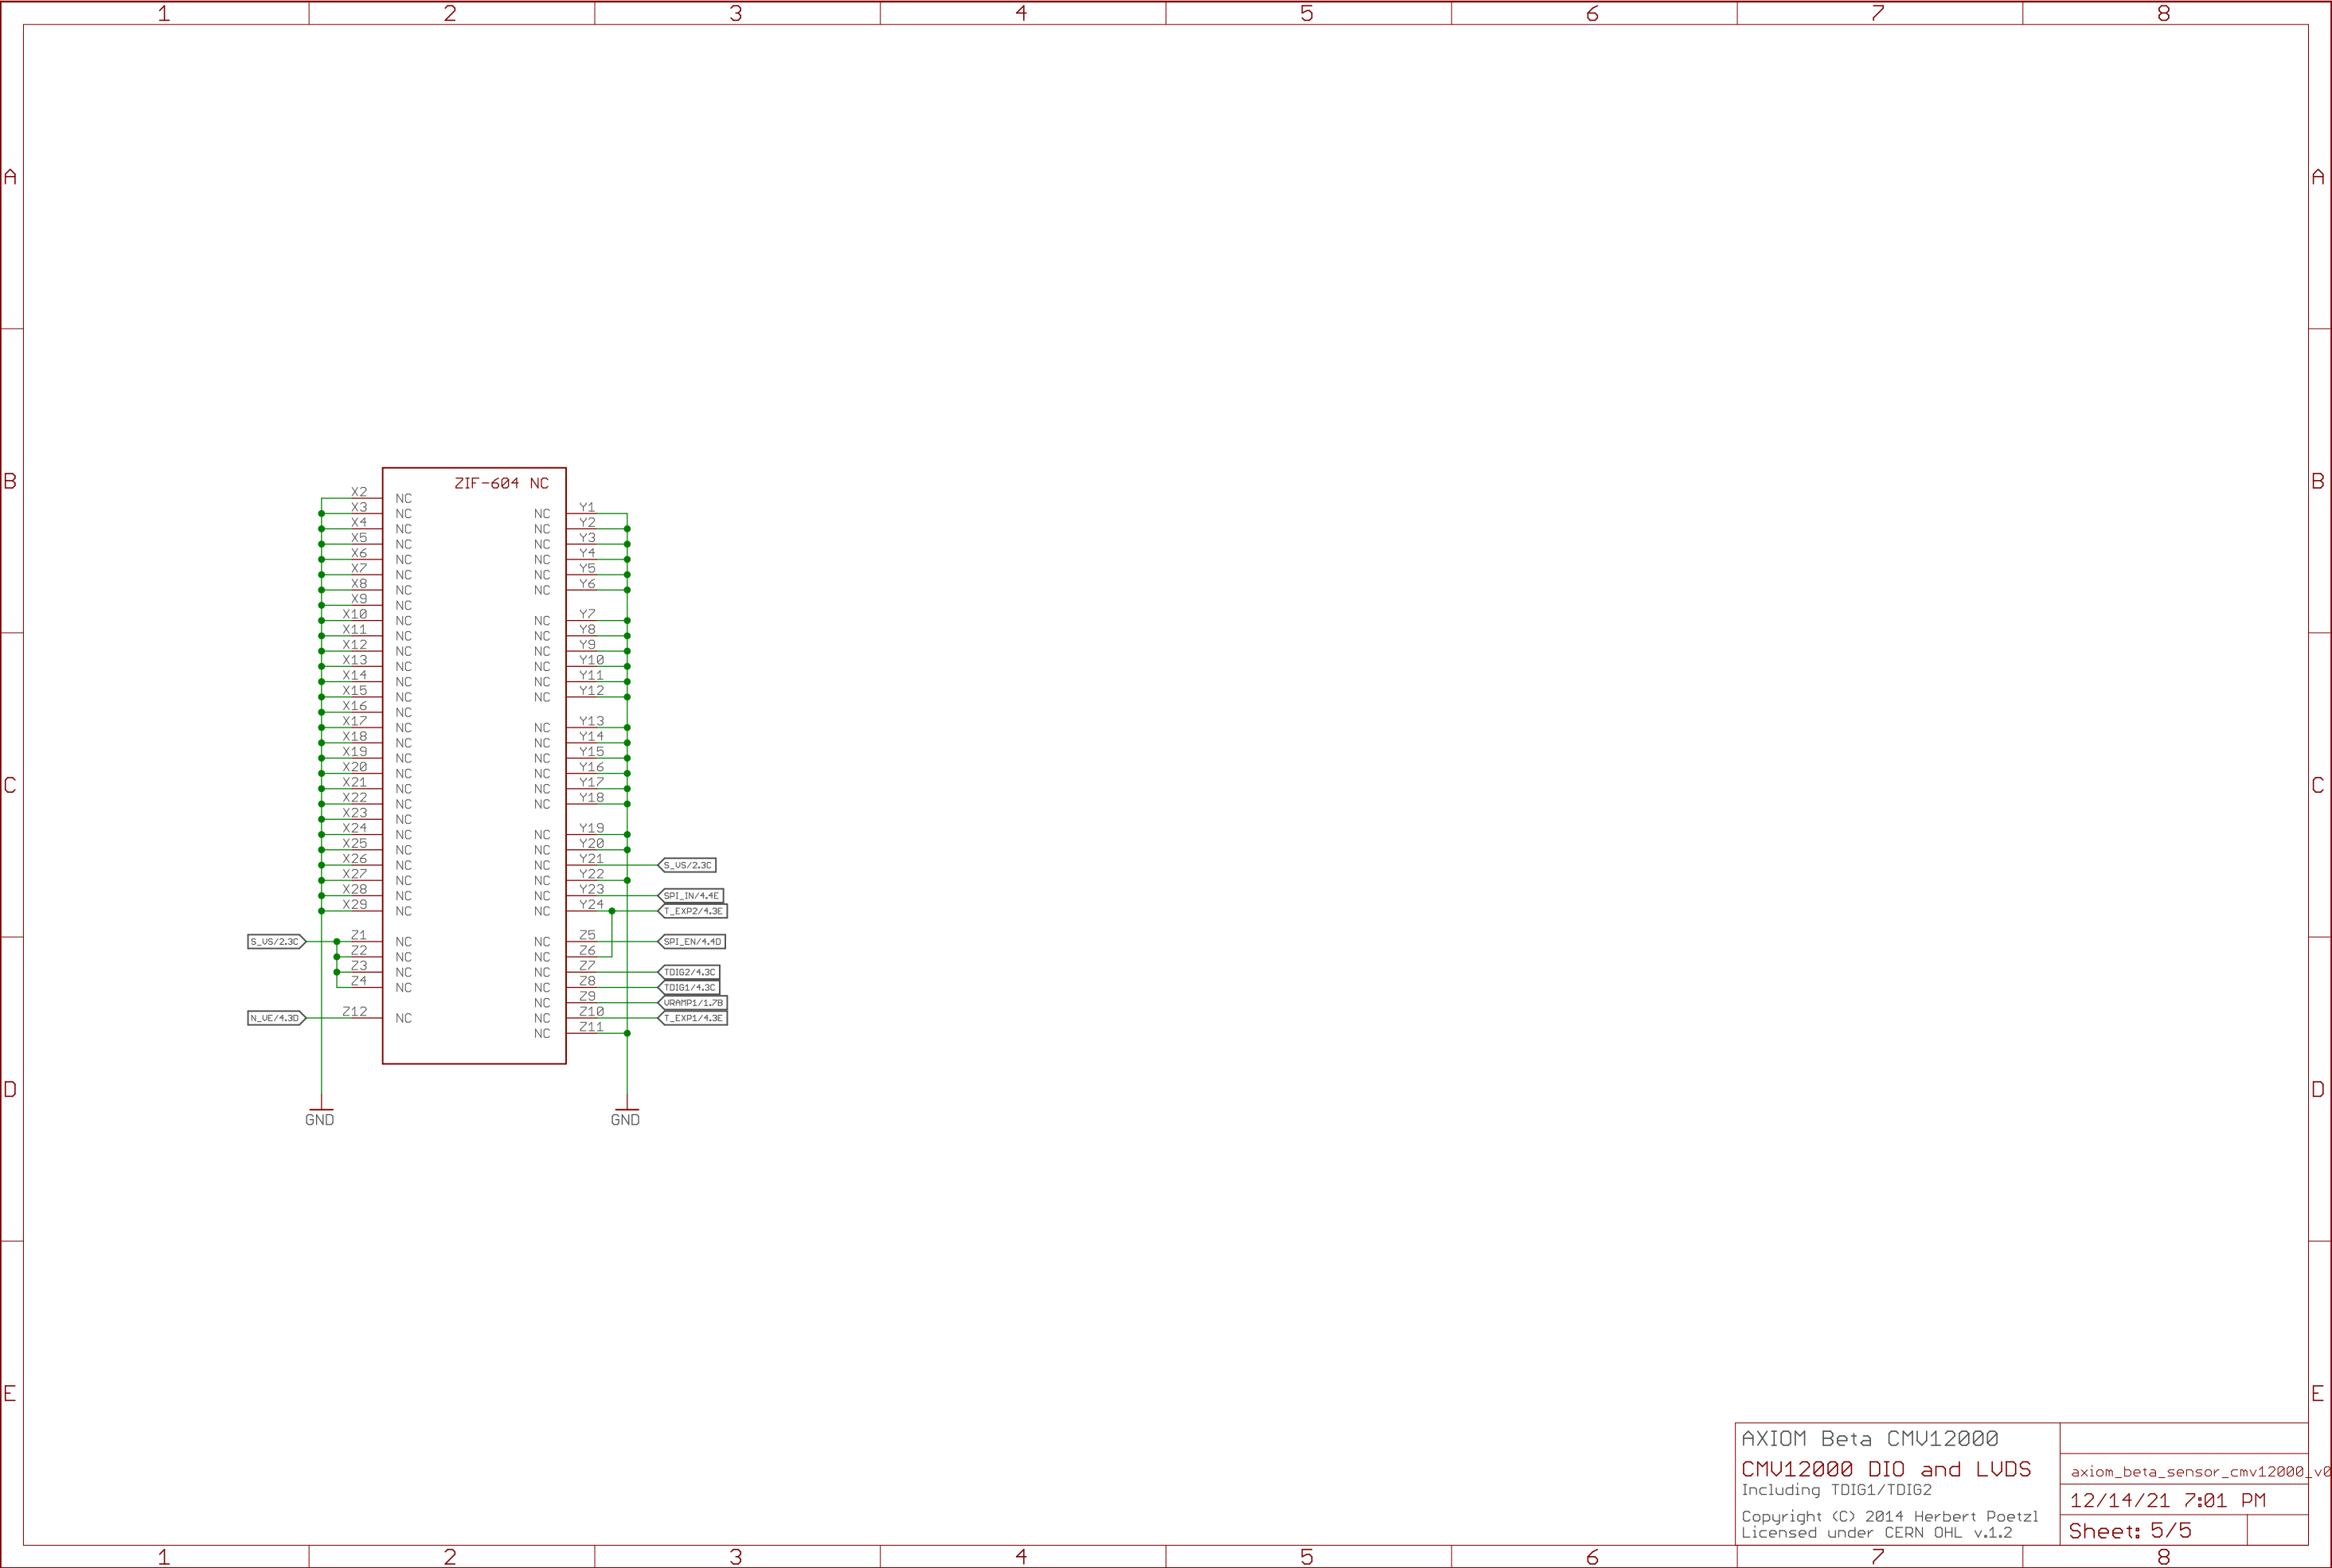 1 2 3 4 5 6 7 8
A A
B B
C C
D D
E E
ZIF-604 NC
X2 NC
X3 NC NC Y1
X4 NC NC Y2
X5 NC NC Y3
X6 NC NC Y4
X7 NC NC Y5
X8 NC NC Y6
X9 NC
X10 NC NC Y7
X11 NC NC Y8
X12 NC NC Y9
X13 NC NC Y10
X14 NC NC Y11
X15 NC NC Y12
X16 NC
X17 NC NC Y13
X18 NC NC Y14
X19 NC NC Y15
X20 NC NC Y16
X21 NC NC Y17
X22 NC NC Y18
X23 NC
X24 NC NC Y19
X25 NC NC Y20
X26 NC NC Y21 S_VS/2.3C
X27 NC NC Y22
X28 NC NC Y23 SPI_IN/4.4E
X29 NC NC Y24 T_EXP2/4.3E
S_VS/2.3C Z1 NC NC Z5 SPI_EN/4.4D
Z2 NC NC Z6
Z3 NC NC Z7 TDIG2/4.3C
Z4 NC NC Z8 TDIG1/4.3C
NC Z9 VRAMP1/1.7B
N_VE/4.3D Z12 NC NC Z10 T_EXP1/4.3E
NC Z11
GND GND
AXIOM Beta CMV12000
CMV12000 DIO and LVDS
Including TDIG1/TDIG2
Copyright (C) 2014 Herbert Poetzl
Licensed under CERN OHL v.1.2
axiom_beta_sensor_cmv12000_v0
12/14/21 7:01 PM
Sheet: 5/5
1 2 3 4 5 6 7 8